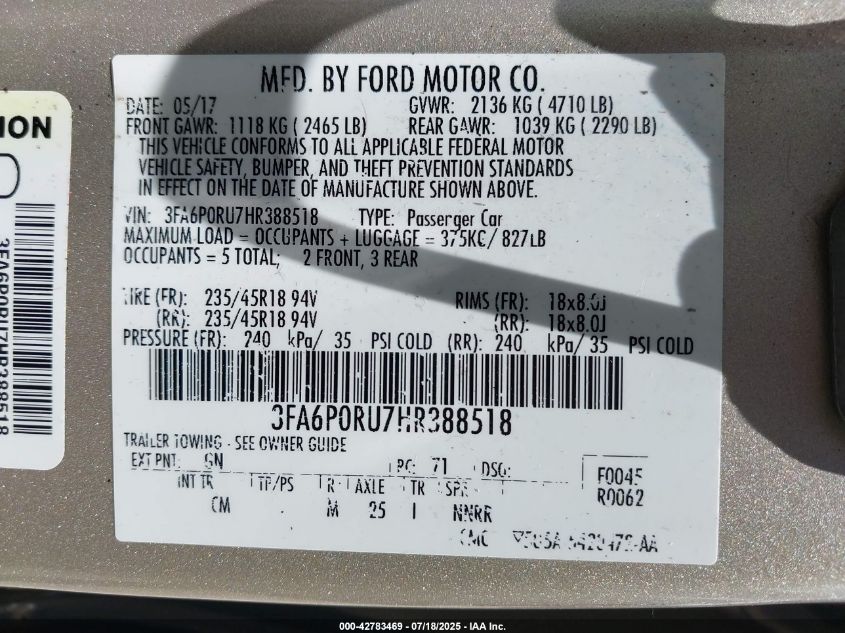 MFD. BY FORD MOTOR CO.
DATE: 05/17 GVWR: 2136 KG ( 4710 LB)
FRONT GAWR: 1118 KG ( 2465 LB) REAR GAWR: 1039 KG ( 2290 LB)
THIS VEHICLE CONFORMS TO ALL APPLICABLE FEDERAL MOTOR
VEHICLE SAFETY, BUMPER, AND THEFT PREVENTION STANDARDS
IN EFFECT ON THE DATE OF MANUFACTURE SHOWN ABOVE.
VIN: 3FA6P0RU7HR388518 TYPE: Passerger Car
MAXIMUM LOAD = OCCUPANTS + LUGGAGE = 375KG / 827LB
OCCUPANTS = 5 TOTAL; 2 FRONT, 3 REAR
TIRE (FR): 235/45R18 94V RIMS (FR): 18x8.0J
(RR): 235/45R18 94V (RR): 18x8.0J
PRESSURE (FR): 240 kPa/ 35 PSI COLD (RR): 240 kPa/ 35 PSI COLD
3FA6P0RU7HR388518
TRAILER TOWING - SEE OWNER GUIDE
EXT PNT: GN RC: 71 DSO: F0045
INT TR TP/PS R AXLE TR SPR R0062
CM M 25 I NNRR
CMC
ION
3FA6P0RU7HR388518
000-42783469 - 07/18/2025 - IAA Inc.